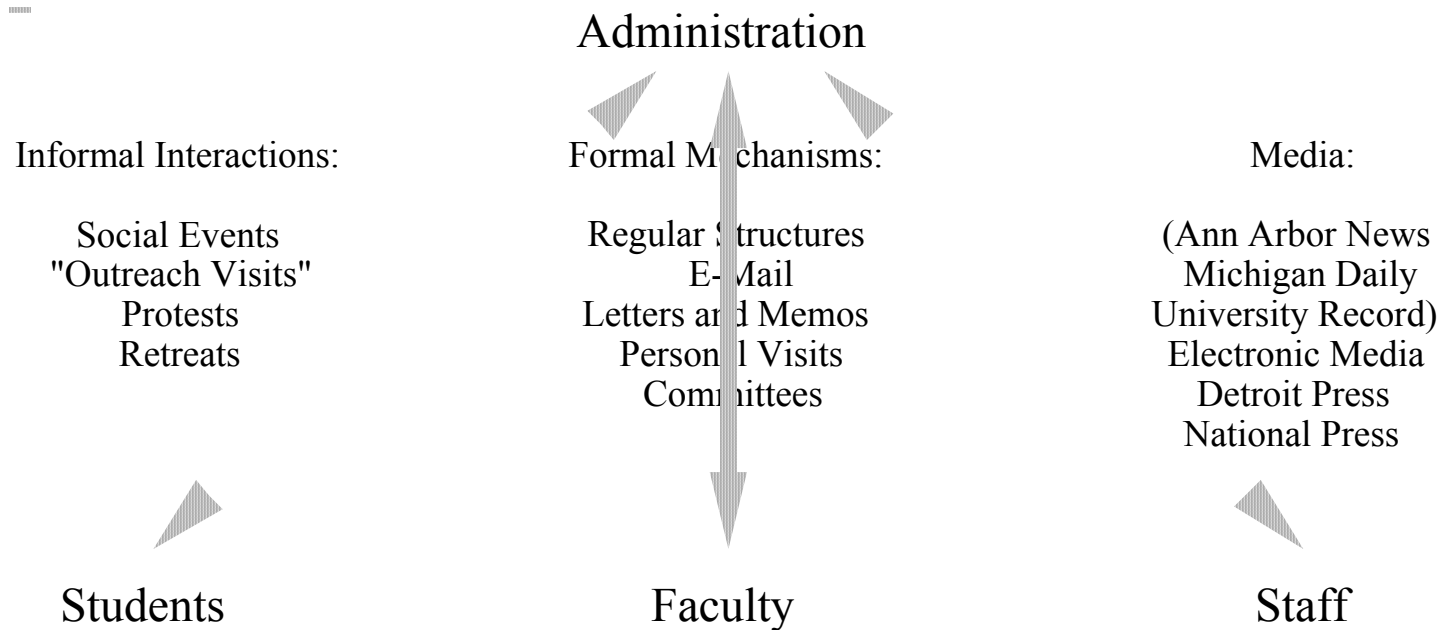 Administration
Informal Interactions:
Social Events
"Outreach Visits"
Protests
Retreats
Formal Mechanisms:
Regular Structures
E-Mail
Letters and Memos
Personal Visits
Committees
Media:
(Ann Arbor News
Michigan Daily
University Record)
Electronic Media
Detroit Press
National Press
Students
Faculty
Staff